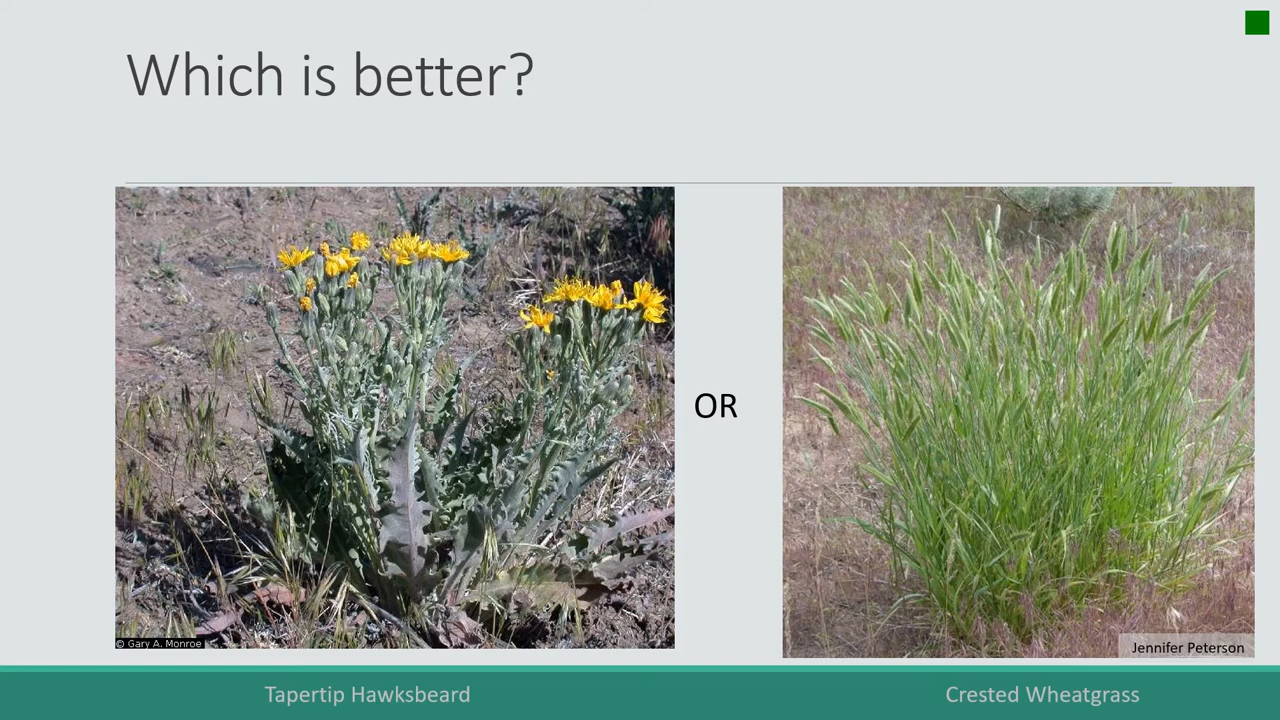 Which is better?
OR
© Gary A. Monroe
Jennifer Peterson
Tapertip Hawksbeard
Crested Wheatgrass